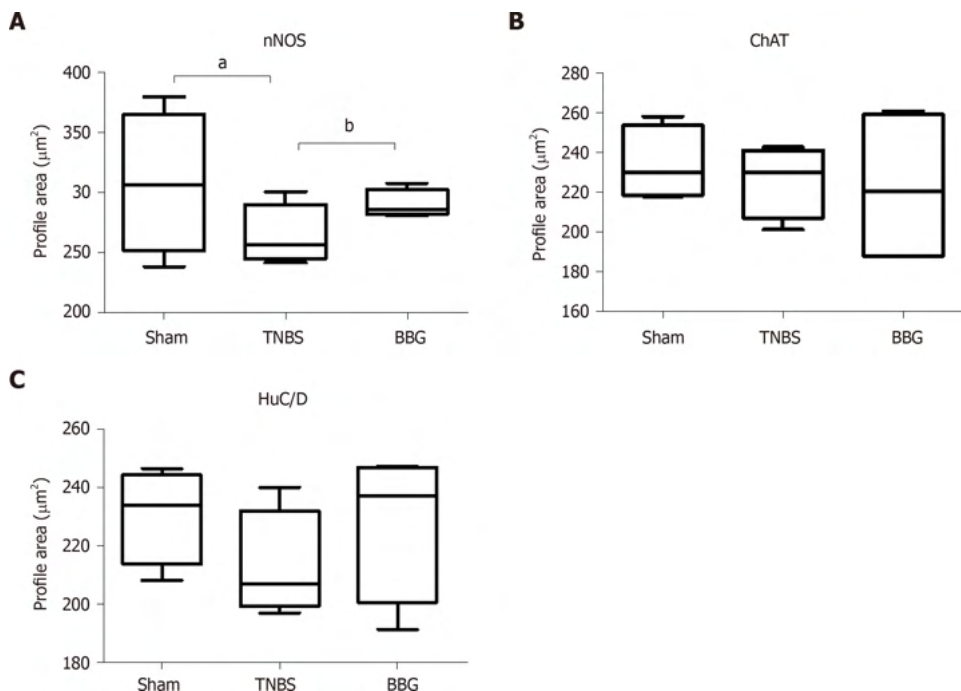 A
nNOS
a
b
400
350
300
250
200
Profile area (μm²)
Sham
TNBS
BBG
B
ChAT
280
260
240
220
200
180
160
Profile area (μm²)
Sham
TNBS
BBG
C
HuC/D
260
240
220
200
180
Profile area (μm²)
Sham
TNBS
BBG